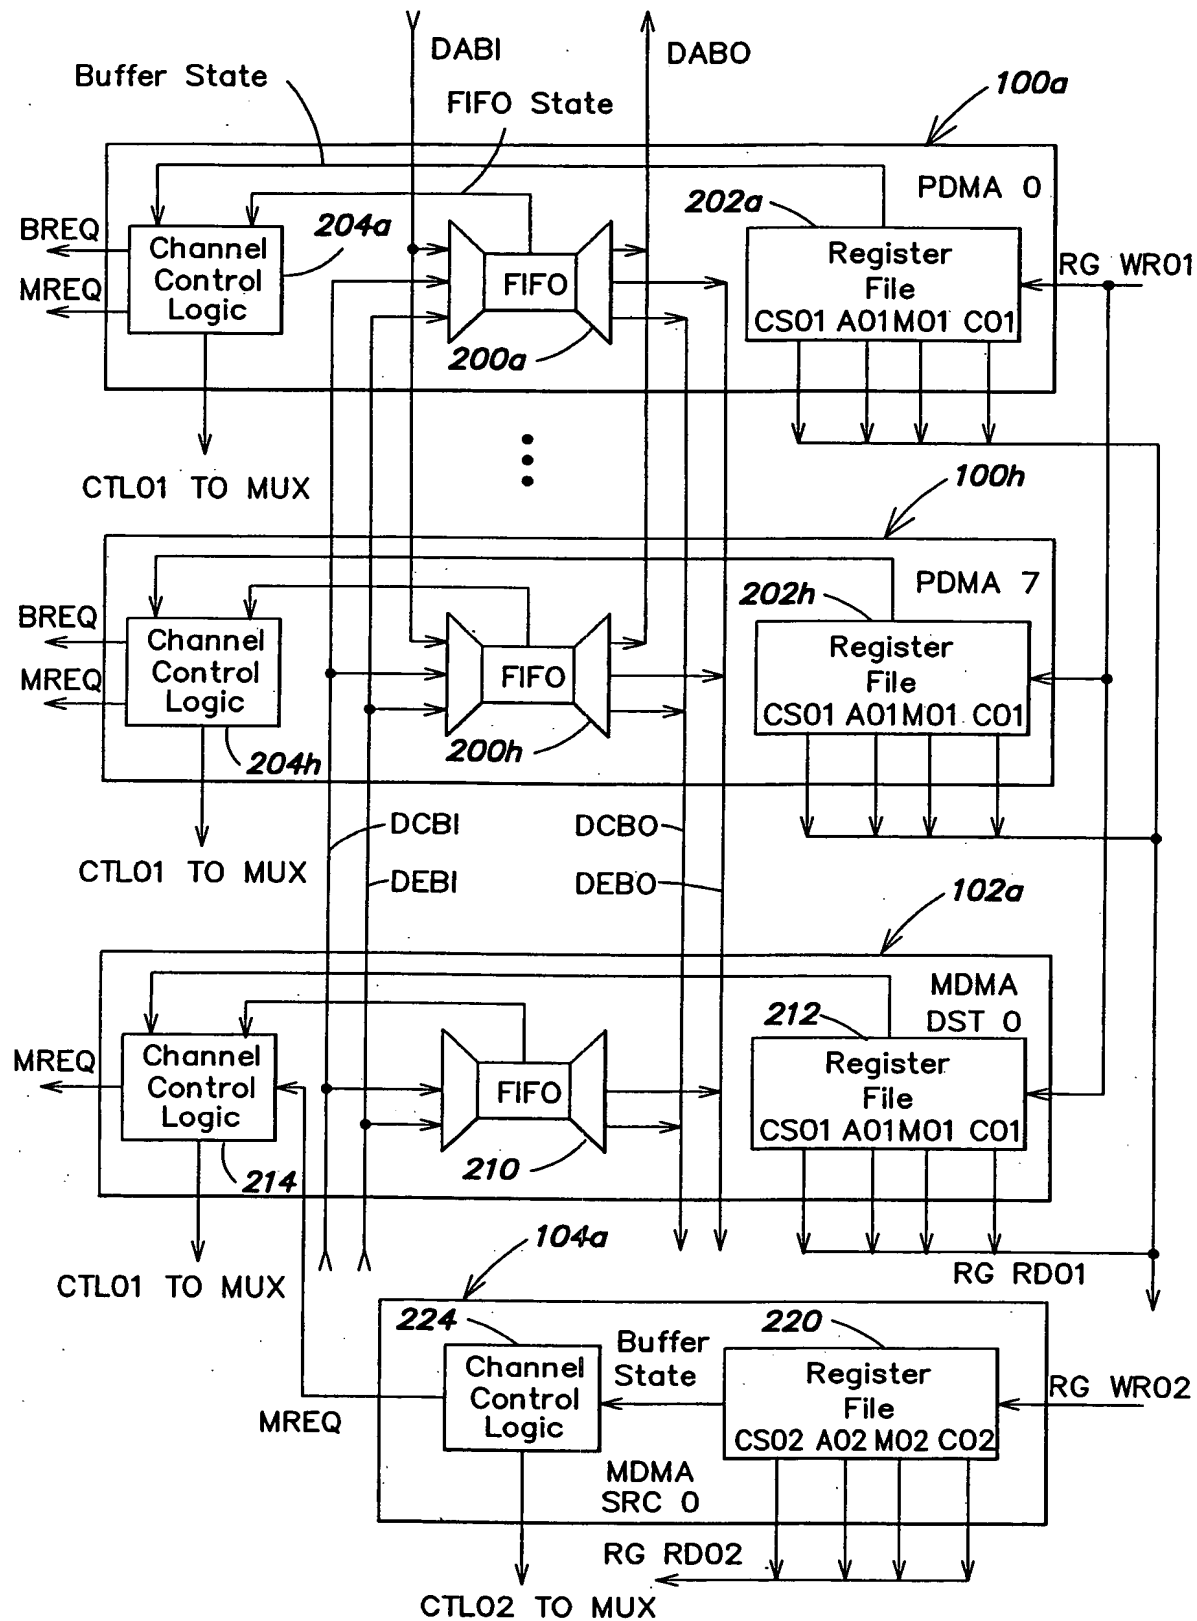 DABI
DABO
Buffer State
FIFO State
100a
PDMA 0
202a
204a
BREQ
MREQ
Channel
Control
Logic
FIFO
200a
Register
File
CS01 A01 M01 C01
RG WR01
CTL01 TO MUX
100h
PDMA 7
202h
BREQ
MREQ
Channel
Control
Logic
204h
FIFO
200h
Register
File
CS01 A01 M01 C01
CTL01 TO MUX
DCBI
DCBO
DEBI
DEBO
102a
MDMA
DST 0
212
MREQ
Channel
Control
Logic
214
FIFO
210
Register
File
CS01 A01 M01 C01
CTL01 TO MUX
RG RD01
104a
224
220
Channel
Control
Logic
Buffer
State
Register
File
CS02 A02 M02 C02
RG WR02
MREQ
MDMA
SRC 0
RG RD02
CTL02 TO MUX